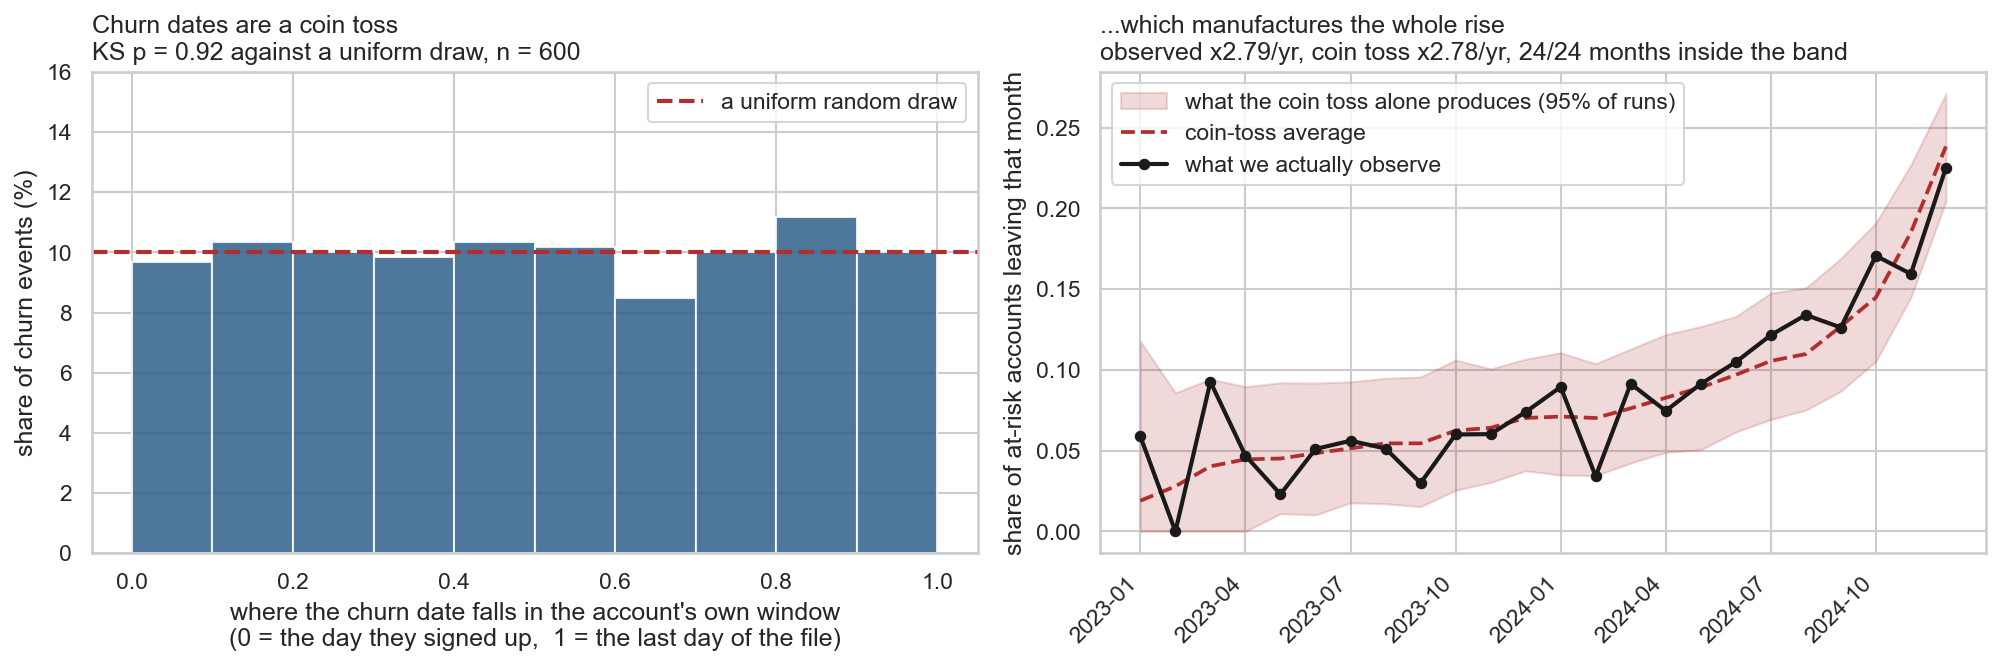 Churn dates are a coin toss
KS p = 0.92 against a uniform draw, n = 600
share of churn events (%)
16
14
12
10
8
6
4
2
0
a uniform random draw
0.0
0.2
0.4
0.6
0.8
1.0
where the churn date falls in the account's own window
(0 = the day they signed up,  1 = the last day of the file)
...which manufactures the whole rise
observed x2.79/yr, coin toss x2.78/yr, 24/24 months inside the band
share of at-risk accounts leaving that month
0.25
0.20
0.15
0.10
0.05
0.00
what the coin toss alone produces (95% of runs)
coin-toss average
what we actually observe
2023-01
2023-04
2023-07
2023-10
2024-01
2024-04
2024-07
2024-10